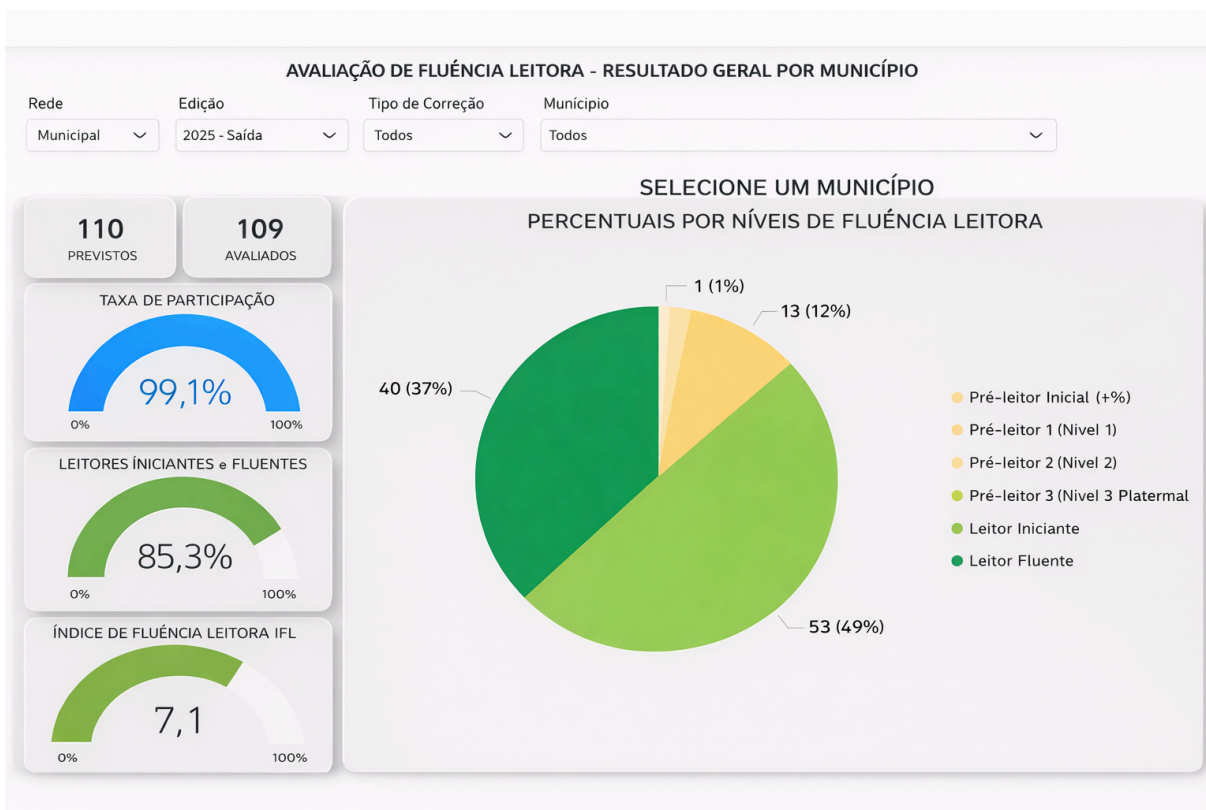 AVALIAÇÃO DE FLUÉNCIA LEITORA - RESULTADO GERAL POR MUNICÍPIO
Rede
Edição
Tipo de Correção
Munícipio
Municipal
2025 - Saída
Todos
Todos
SELECIONE UM MUNICÍPIO
110
PREVISTOS
109
AVALIADOS
TAXA DE PARTICIPAÇÃO
99,1%
0%
100%
LEITORES ÍNICIANTES e FLUENTES
85,3%
0%
100%
ÍNDICE DE FLUÉNCIA LEITORA IFL
7,1
0%
100%
PERCENTUAIS POR NÍVEIS DE FLUÉNCIA LEITORA
1 (1%)
13 (12%)
40 (37%)
53 (49%)
Pré-leitor Inicial (+%)
Pré-leitor 1 (Nivel 1)
Pré-leitor 2 (Nivel 2)
Pré-leitor 3 (Nivel 3 Platermal
Leitor Iniciante
Leitor Fluente